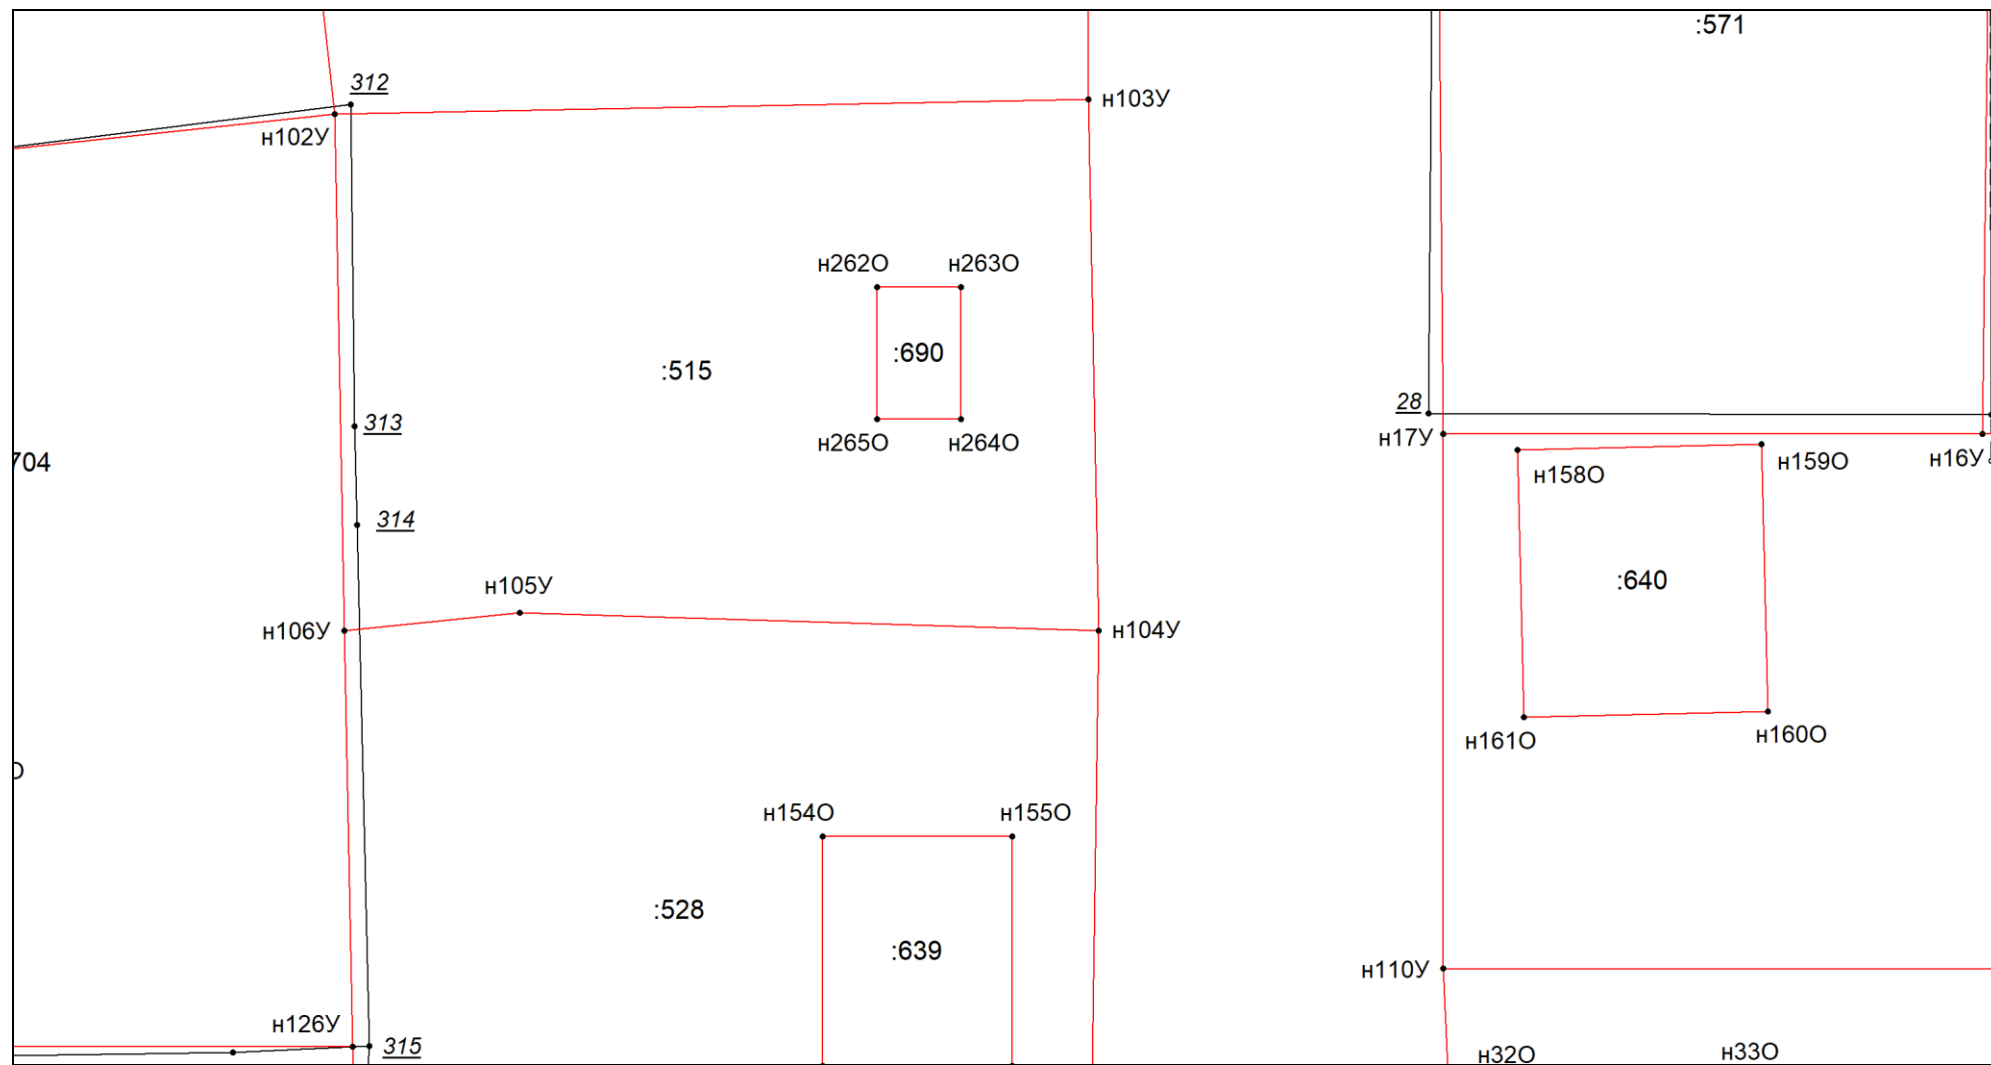 :571
312
н103У
н102У
н262О
н263О
:690
:515
28
313
н265О
н264О
н17У
704
н158О
н159О
н16У
314
:640
н105У
н106У
н104У
н161О
н160О
О
н154О
н155О
:528
:639
н110У
н126У
315
н32О
н33О